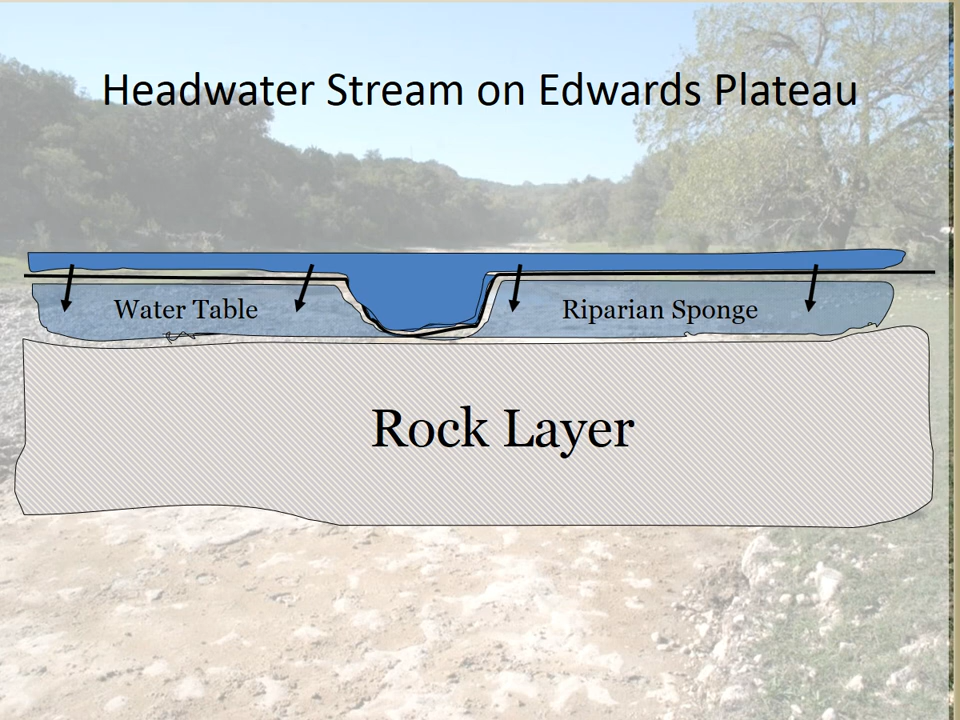 Headwater Stream on Edwards Plateau
Water Table
Riparian Sponge
Rock Layer